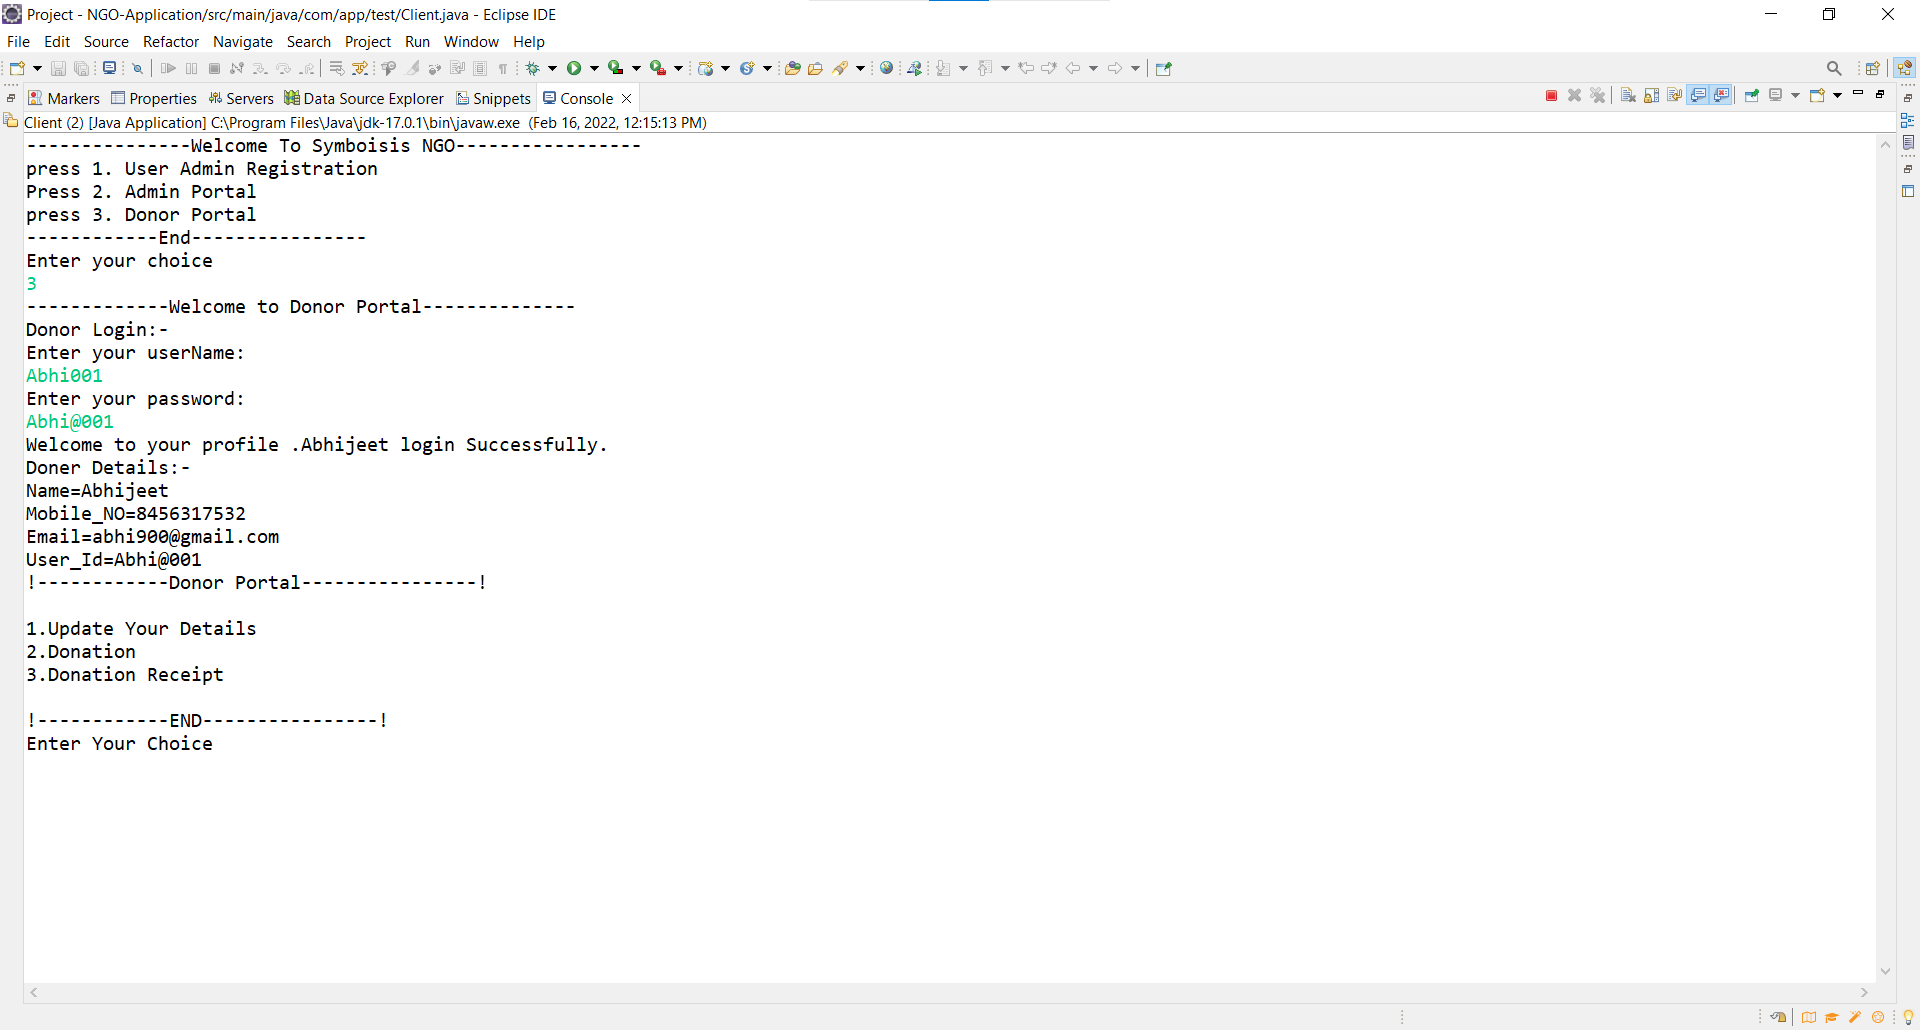 Project - NGO-Application/src/main/java/com/app/test/Client.java - Eclipse IDE
File Edit Source Refactor Navigate Search Project Run Window Help
Markers Properties Servers Data Source Explorer Snippets Console
Client (2) [Java Application] C:\Program Files\Java\jdk-17.0.1\bin\javaw.exe (Feb 16, 2022, 12:15:13 PM)
---------------Welcome To Symboisis NGO-----------------
press 1. User Admin Registration
Press 2. Admin Portal
press 3. Donor Portal
------------End----------------
Enter your choice
3
-------------Welcome to Donor Portal--------------
Donor Login:-
Enter your userName:
Abhi001
Enter your password:
Abhi@001
Welcome to your profile .Abhijeet login Successfully.
Doner Details:-
Name=Abhijeet
Mobile_NO=8456317532
Email=abhi900@gmail.com
User_Id=Abhi@001
!------------Donor Portal----------------!
1.Update Your Details
2.Donation
3.Donation Receipt
!------------END----------------!
Enter Your Choice